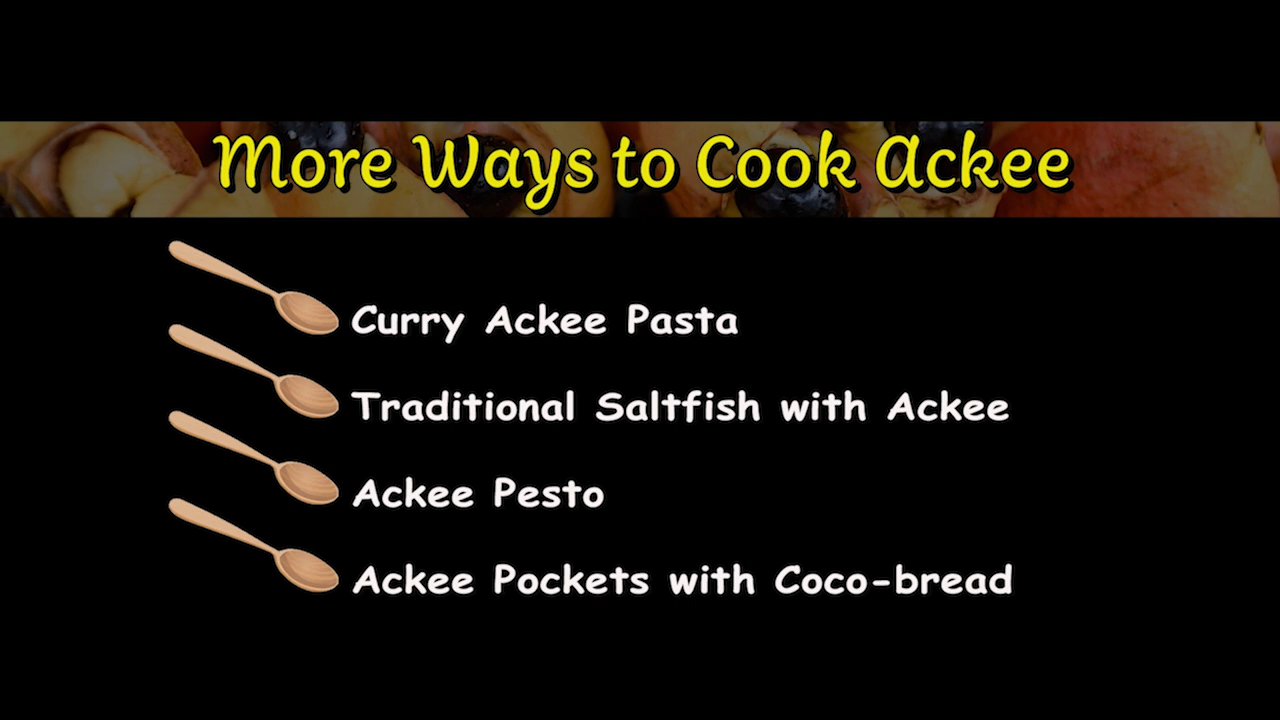 More Ways to Cook Ackee
Curry Ackee Pasta
Traditional Saltfish with Ackee
Ackee Pesto
Ackee Pockets with Coco-bread